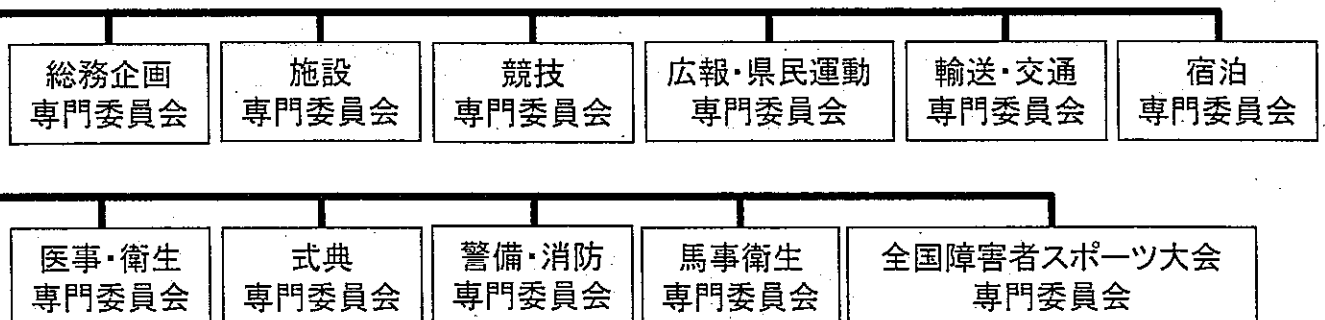 総務企画
専門委員会
施設
専門委員会
競技
専門委員会
広報・県民運動
専門委員会
輸送・交通
専門委員会
宿泊
専門委員会
医事・衛生
専門委員会
式典
専門委員会
警備・消防
専門委員会
馬事衛生
専門委員会
全国障害者スポーツ大会
専門委員会